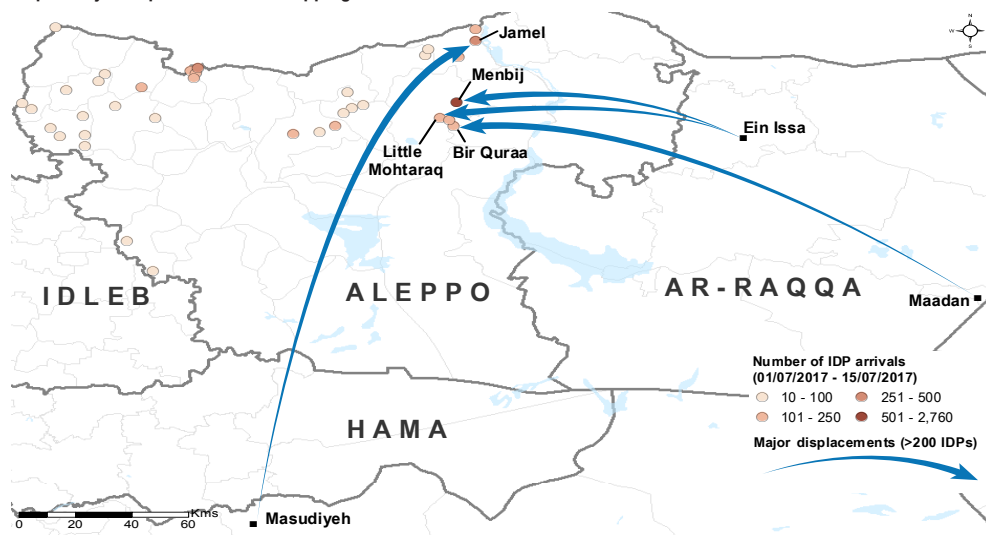 N
W E
S
Jamel
Menbij
Ein Issa
Little
Mohtaraq
Bir Quraa
IDLEB
ALEPPO
AR-RAQQA
Maadan
Number of IDP arrivals
(01/07/2017 - 15/07/2017)
10 - 100
251 - 500
101 - 250
501 - 2,760
HAMA
Major displacements (>200 IDPs)
Kms
0 20 40 60
Masudiyeh